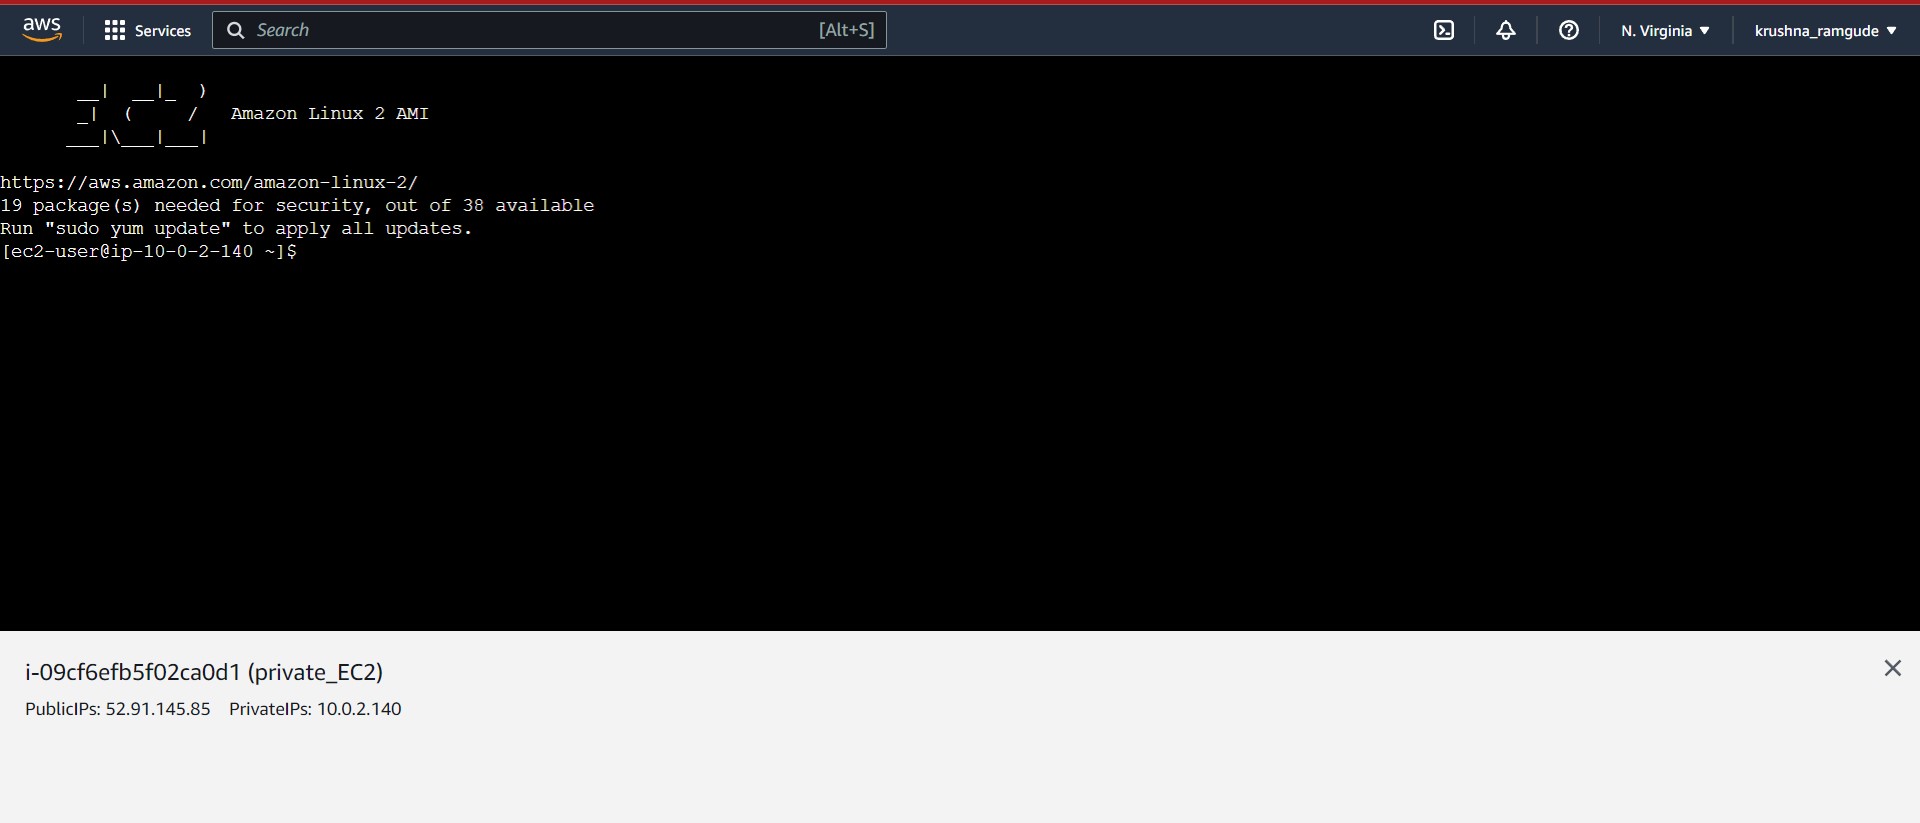 aws Services Search [Alt+S] N. Virginia krushna_ramgude
__| __|_ )
_| ( / Amazon Linux 2 AMI
___|\___|___|
https://aws.amazon.com/amazon-linux-2/
19 package(s) needed for security, out of 38 available
Run "sudo yum update" to apply all updates.
[ec2-user@ip-10-0-2-140 ~]$
i-09cf6efb5f02ca0d1 (private_EC2)
PublicIPs: 52.91.145.85 PrivateIPs: 10.0.2.140